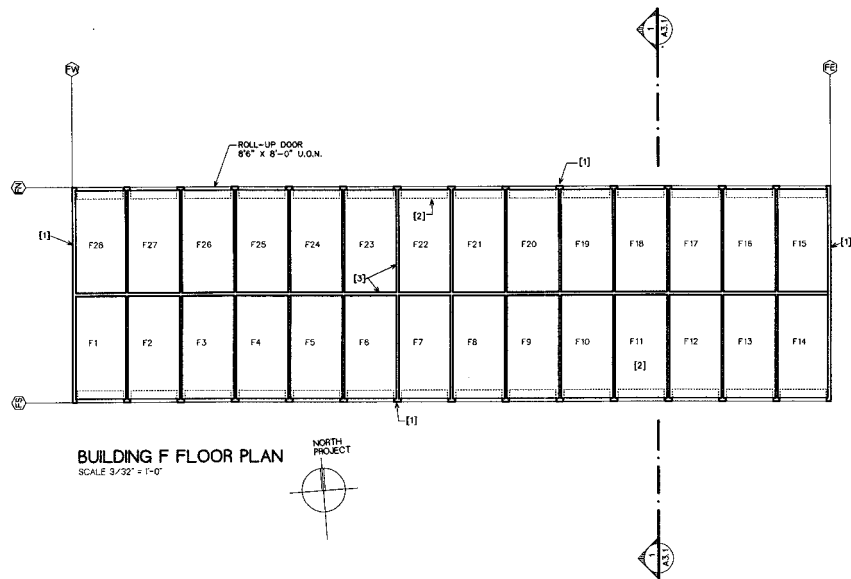 1
A3.1
FW
FE
ROLL-UP DOOR
8'6" X 8'-0" U.O.N.
[1]
FN
[2]
[1]
F28
F27
F26
F25
F24
F23
F22
F21
F20
F19
F18
F17
F16
F15
[1]
[3]
F1
F2
F3
F4
F5
F6
F7
F8
F9
F10
F11
F12
F13
F14
[2]
FS
[1]
BUILDING F FLOOR PLAN
SCALE 3/32" = 1'-0"
NORTH
PROJECT
1
A3.1